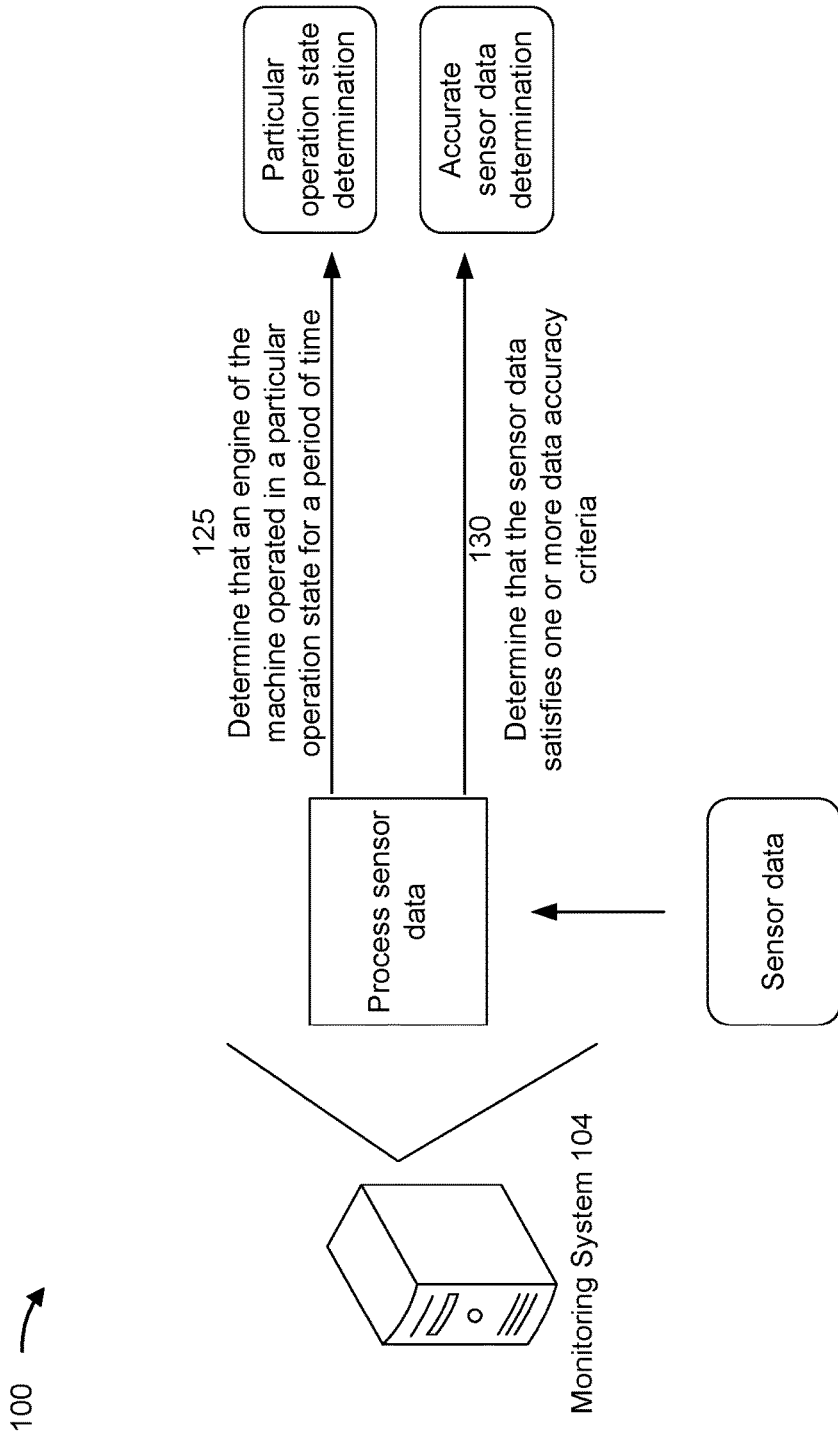 100
Monitoring System 104
Process sensor
data
Sensor data
125
Determine that an engine of the
machine operated in a particular
operation state for a period of time
130
Determine that the sensor data
satisfies one or more data accuracy
criteria
Particular
operation state
determination
Accurate
sensor data
determination